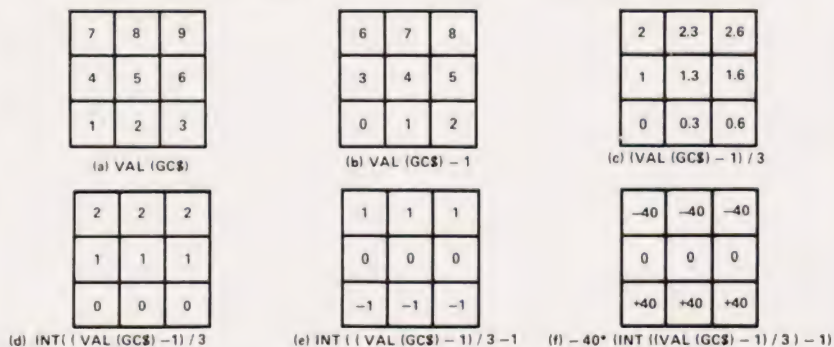 7 8 9
4 5 6
1 2 3
(a) VAL (GC$)
6 7 8
3 4 5
0 1 2
(b) VAL (GC$) − 1
2 2.3 2.6
1 1.3 1.6
0 0.3 0.6
(c) (VAL (GC$) − 1) / 3
2 2 2
1 1 1
0 0 0
(d) INT( ( VAL (GC$) −1) / 3
1 1 1
0 0 0
−1 −1 −1
(e) INT ( ( VAL (GC$) − 1) / 3 −1
−40 −40 −40
0 0 0
+40 +40 +40
(f) − 40* (INT ((VAL (GC$) − 1) / 3 ) − 1)